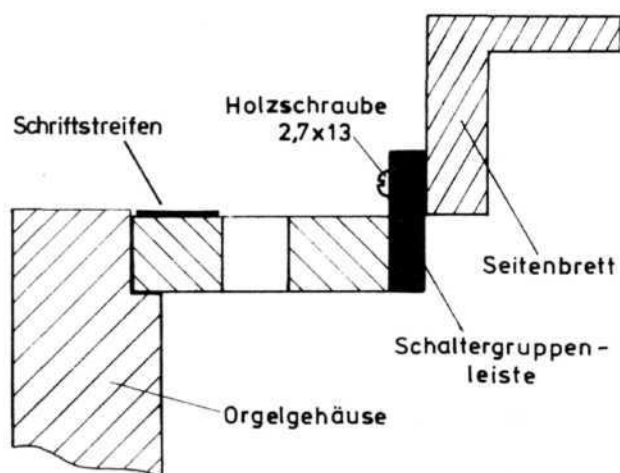 Holzschraube
2,7x13
Schriftstreifen
Seitenbrett
Schaltergruppen-
leiste
Orgelgehäuse